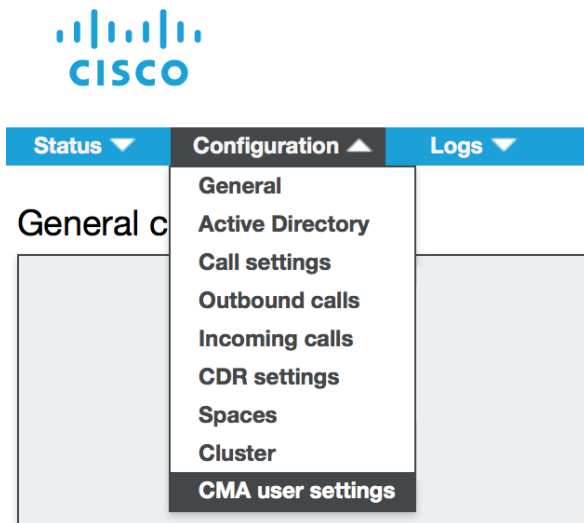 CISCO
Status Configuration Logs
General c
General
Active Directory
Call settings
Outbound calls
Incoming calls
CDR settings
Spaces
Cluster
CMA user settings